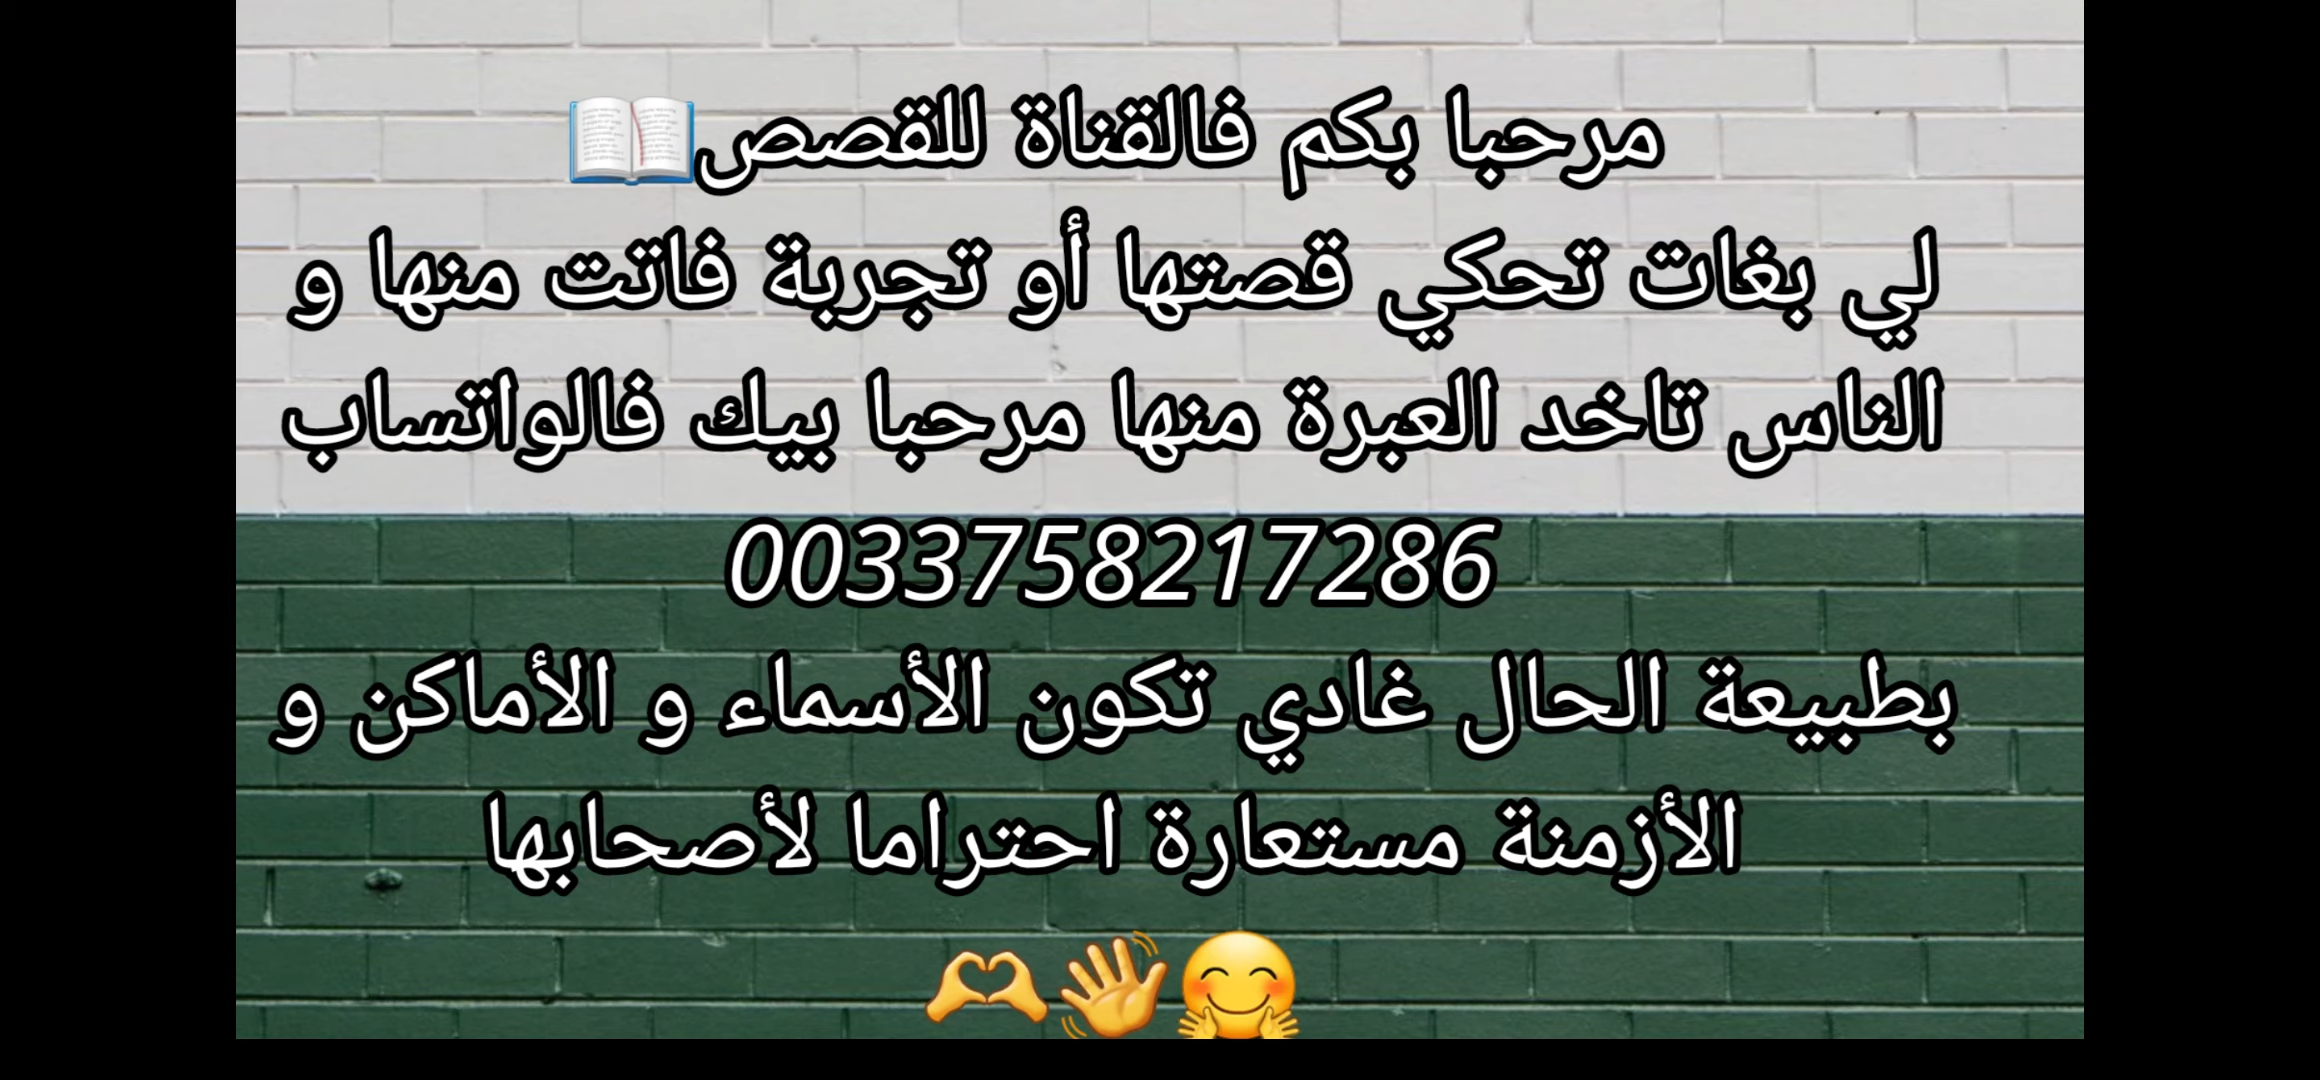 مرحبا بكم فالقناة للقصص📖
لي بغات تحكي قصتها أو تجربة فاتت منها و
الناس تاخد العبرة منها مرحبا بيك فالواتساب
0033758217286
بطبيعة الحال غادي تكون الأسماء و الأماكن و
الأزمنة مستعارة احتراما لأصحابها
🤗👋🫶